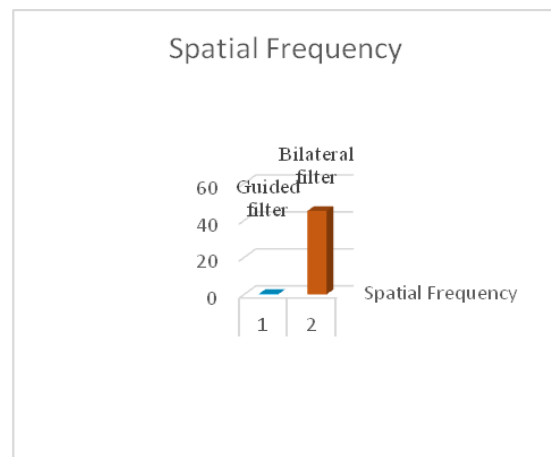 Spatial Frequency
Bilateral
filter
Guided
filter
60
40
20
0
Spatial Frequency
1
2